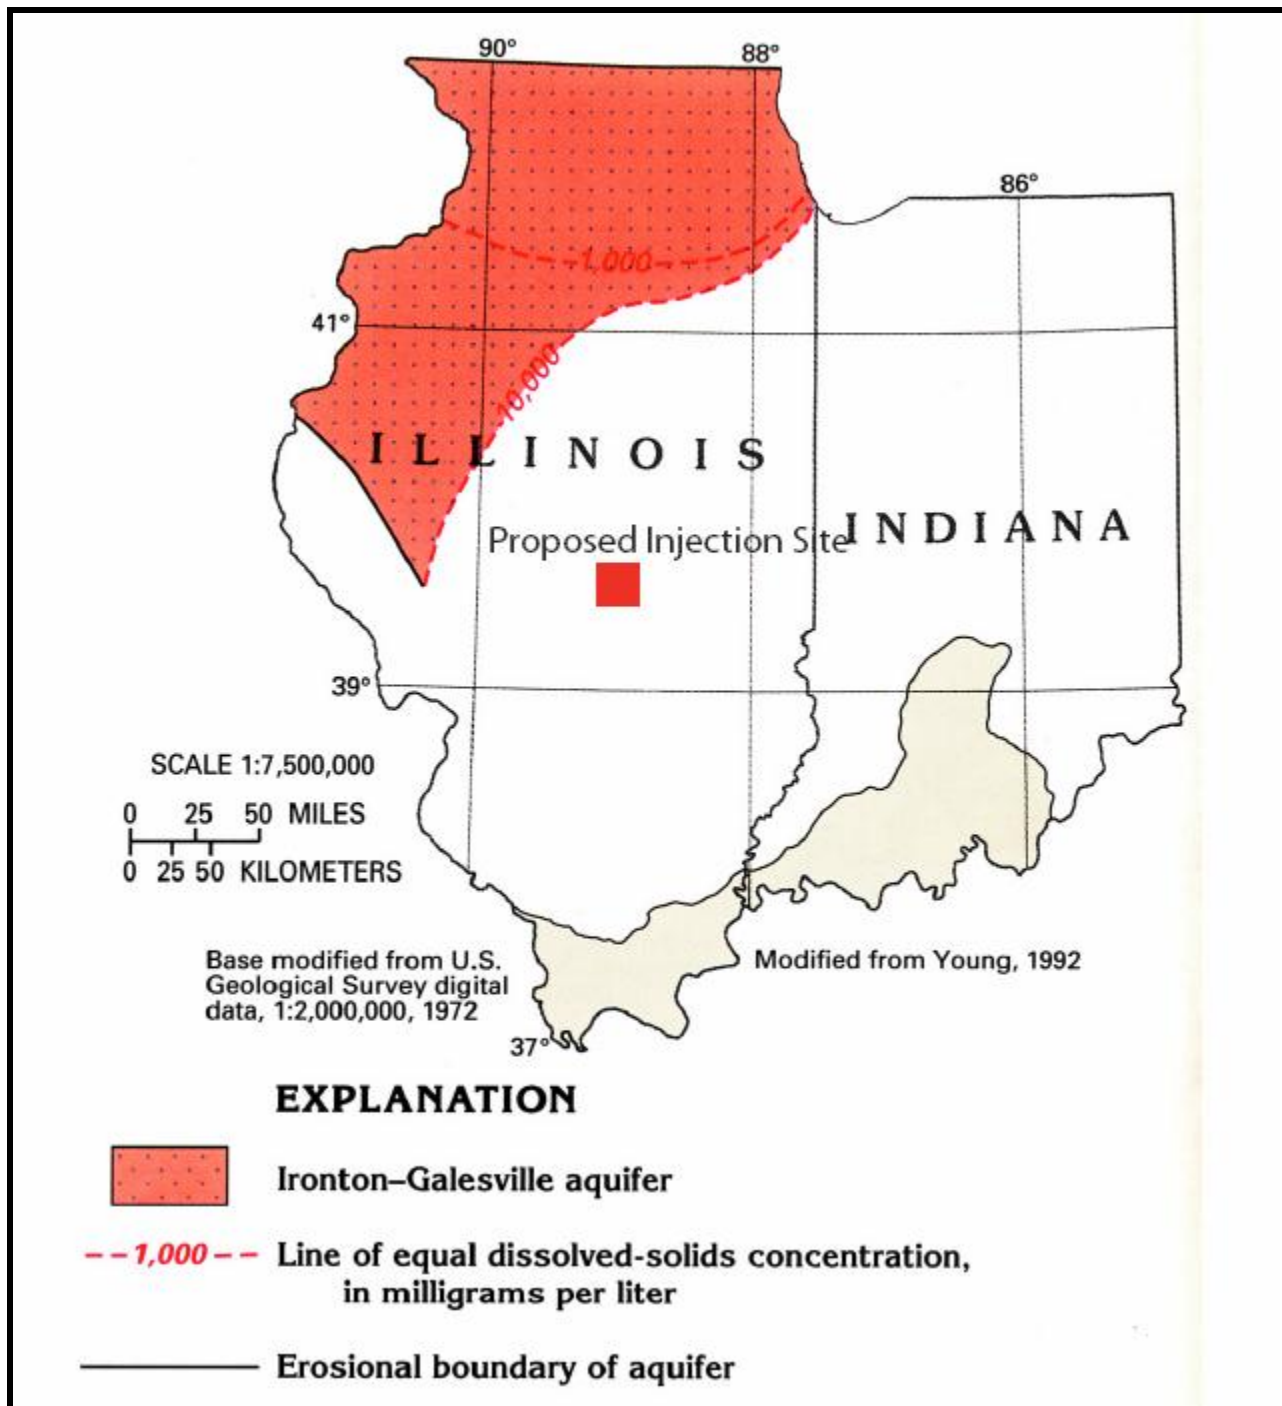 90°
88°
86°
1,000
41°
10,000
ILLINOIS
INDIANA
Proposed Injection Site
39°
SCALE 1:7,500,000
0 25 50 MILES
0 25 50 KILOMETERS
Base modified from U.S.
Geological Survey digital
data, 1:2,000,000, 1972
Modified from Young, 1992
37°
EXPLANATION
Ironton–Galesville aquifer
1,000
Line of equal dissolved-solids concentration,
in milligrams per liter
Erosional boundary of aquifer